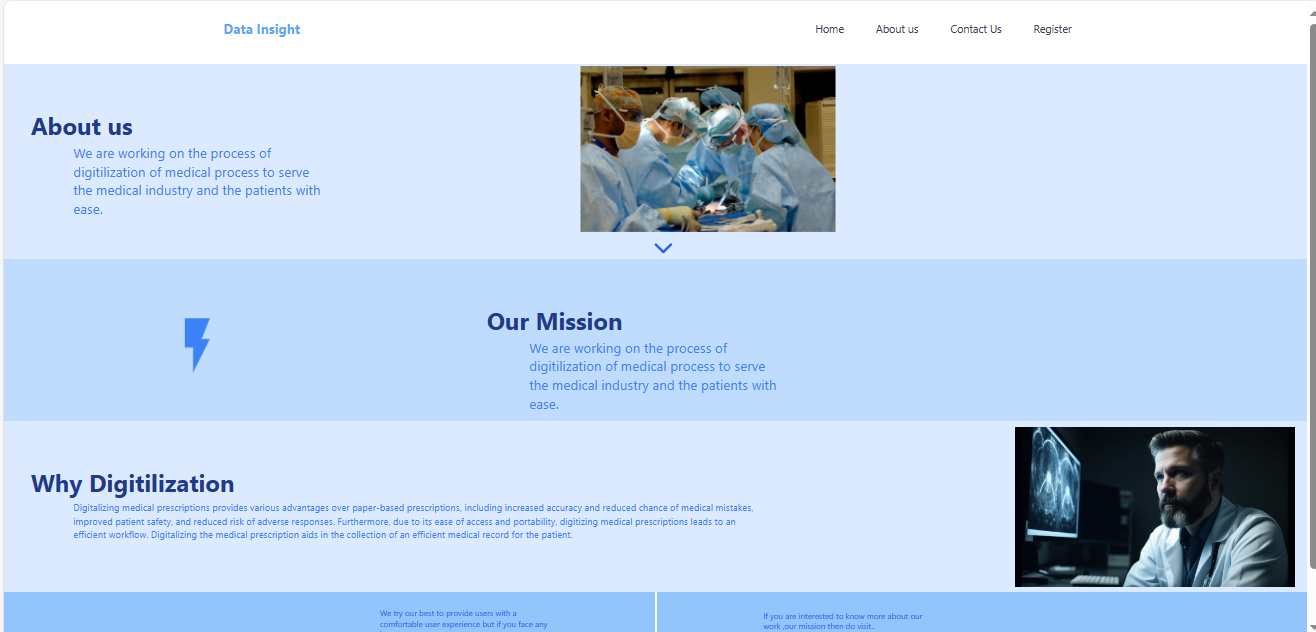 Data Insight
Home About us Contact Us Register
About us
We are working on the process of
digitilization of medical process to serve
the medical industry and the patients with
ease.
Our Mission
We are working on the process of
digitilization of medical process to serve
the medical industry and the patients with
ease.
Why Digitilization
Digitalizing medical prescriptions provides various advantages over paper-based prescriptions, including increased accuracy and reduced chance of medical mistakes,
improved patient safety, and reduced risk of adverse responses. Furthermore, due to its ease of access and portability, digitizing medical prescriptions leads to an
efficient workflow. Digitalizing the medical prescription aids in the collection of an efficient medical record for the patient.
We try our best to provide users with a
comfortable user experience but if you face any
If you are interested to know more about our
work ,our mission then do visit..